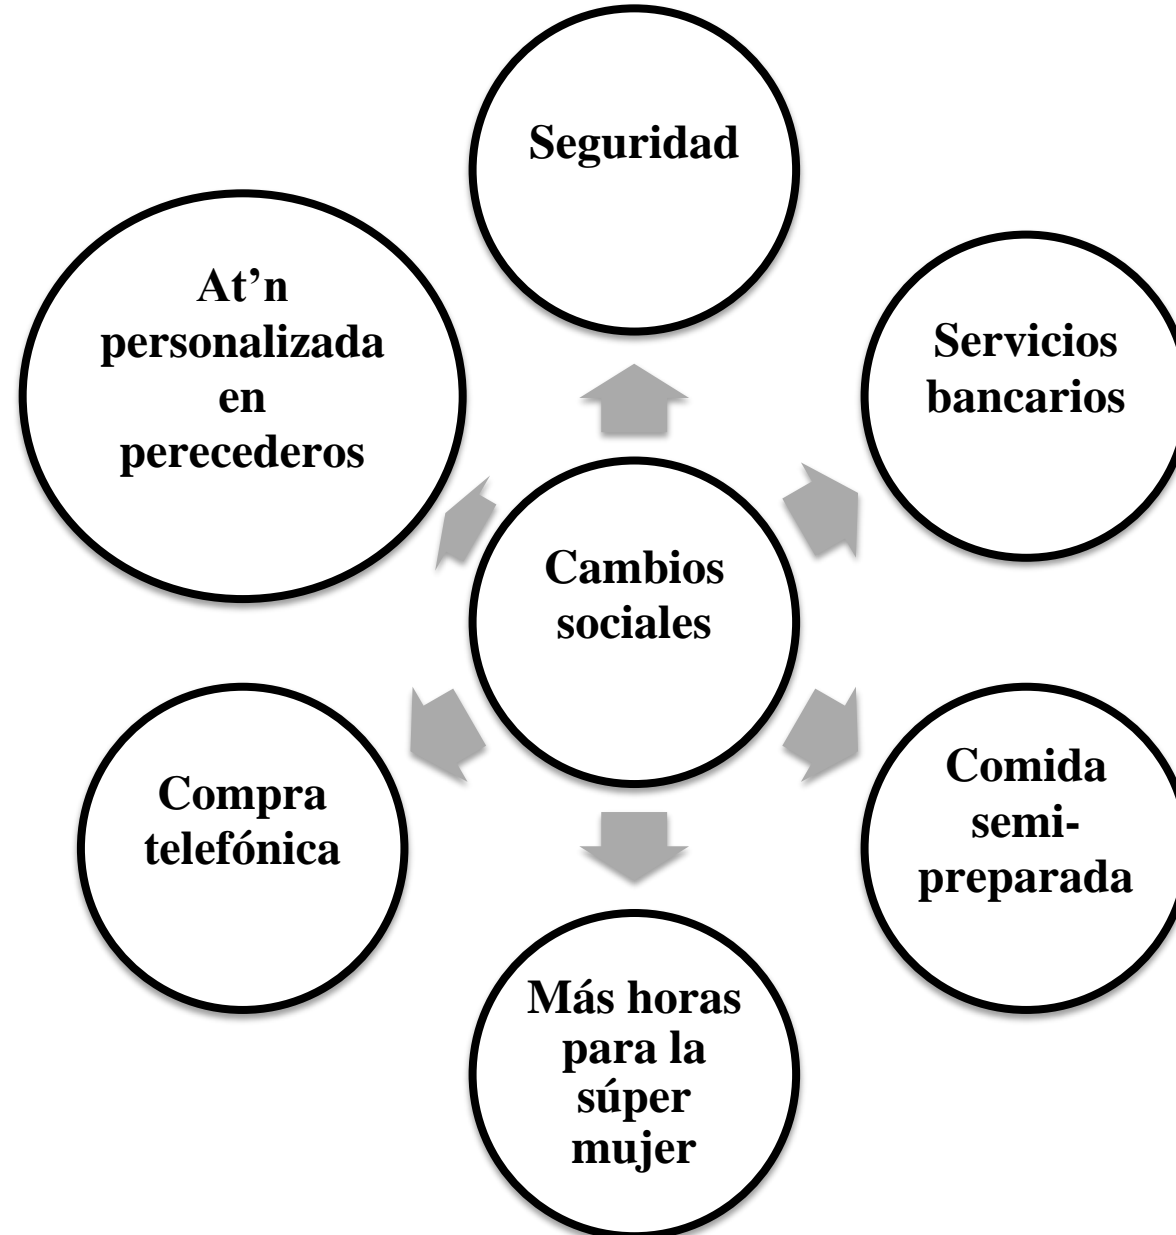 Seguridad
At’n
personalizada
en
perecederos
Servicios
bancarios
Cambios
sociales
Compra
telefónica
Comida
semi-
preparada
Más horas
para la
súper
mujer